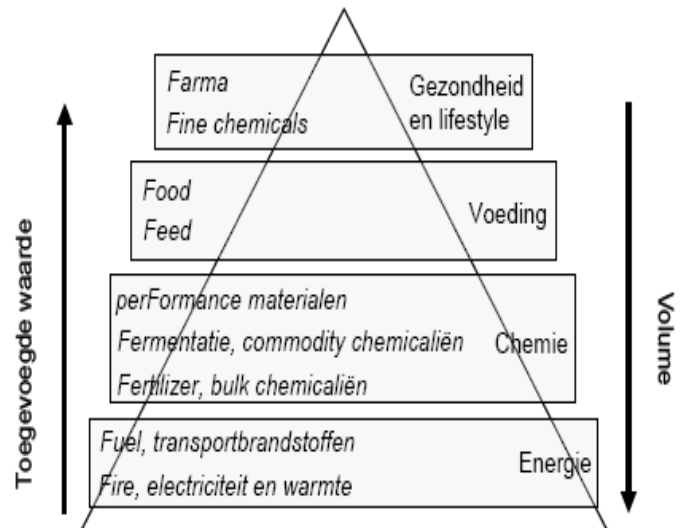 Farma
Fine chemicals
Gezondheid
en lifestyle
Food
Feed
Voeding
perFormance materialen
Fermentatie, commodity chemicaliën
Fertilizer, bulk chemicaliën
Chemie
Fuel, transportbrandstoffen
Fire, electriciteit en warmte
Energie
Toegevoegde waarde
Volume